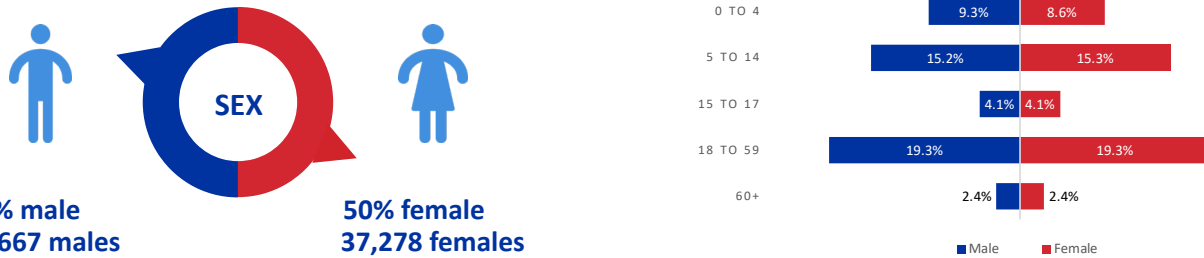 SEX
% male
667 males
50% female
37,278 females
0 TO 4
9.3%
8.6%
5 TO 14
15.2%
15.3%
15 TO 17
4.1%
4.1%
18 TO 59
19.3%
19.3%
60+
2.4%
2.4%
Male
Female